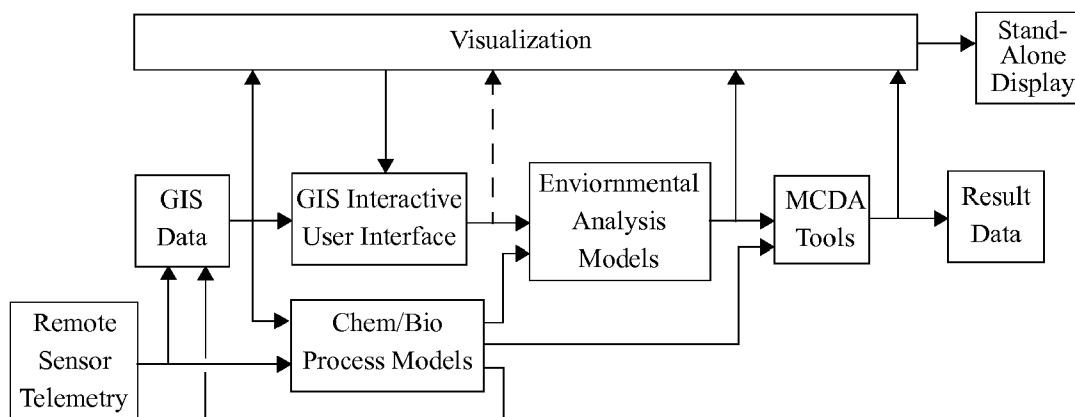 Visualization
Stand-
Alone
Display
GIS
Data
GIS Interactive
User Interface
Enviornmental
Analysis
Models
MCDA
Tools
Result
Data
Remote
Sensor
Telemetry
Chem/Bio
Process Models